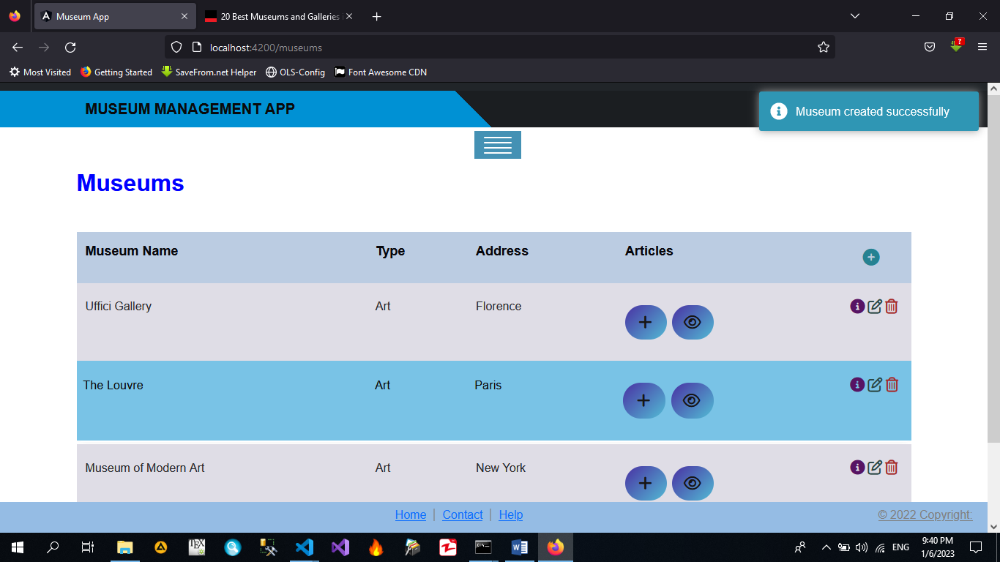 Museum App
20 Best Museums and Galleries
localhost:4200/museums
Most Visited Getting Started SaveFrom.net Helper OLS-Config Font Awesome CDN
MUSEUM MANAGEMENT APP
Museum created successfully
Museums
Museum Name Type Address Articles
Uffici Gallery Art Florence
The Louvre Art Paris
Museum of Modern Art Art New York
Home | Contact | Help © 2022 Copyright:
ENG
9:40 PM
1/6/2023